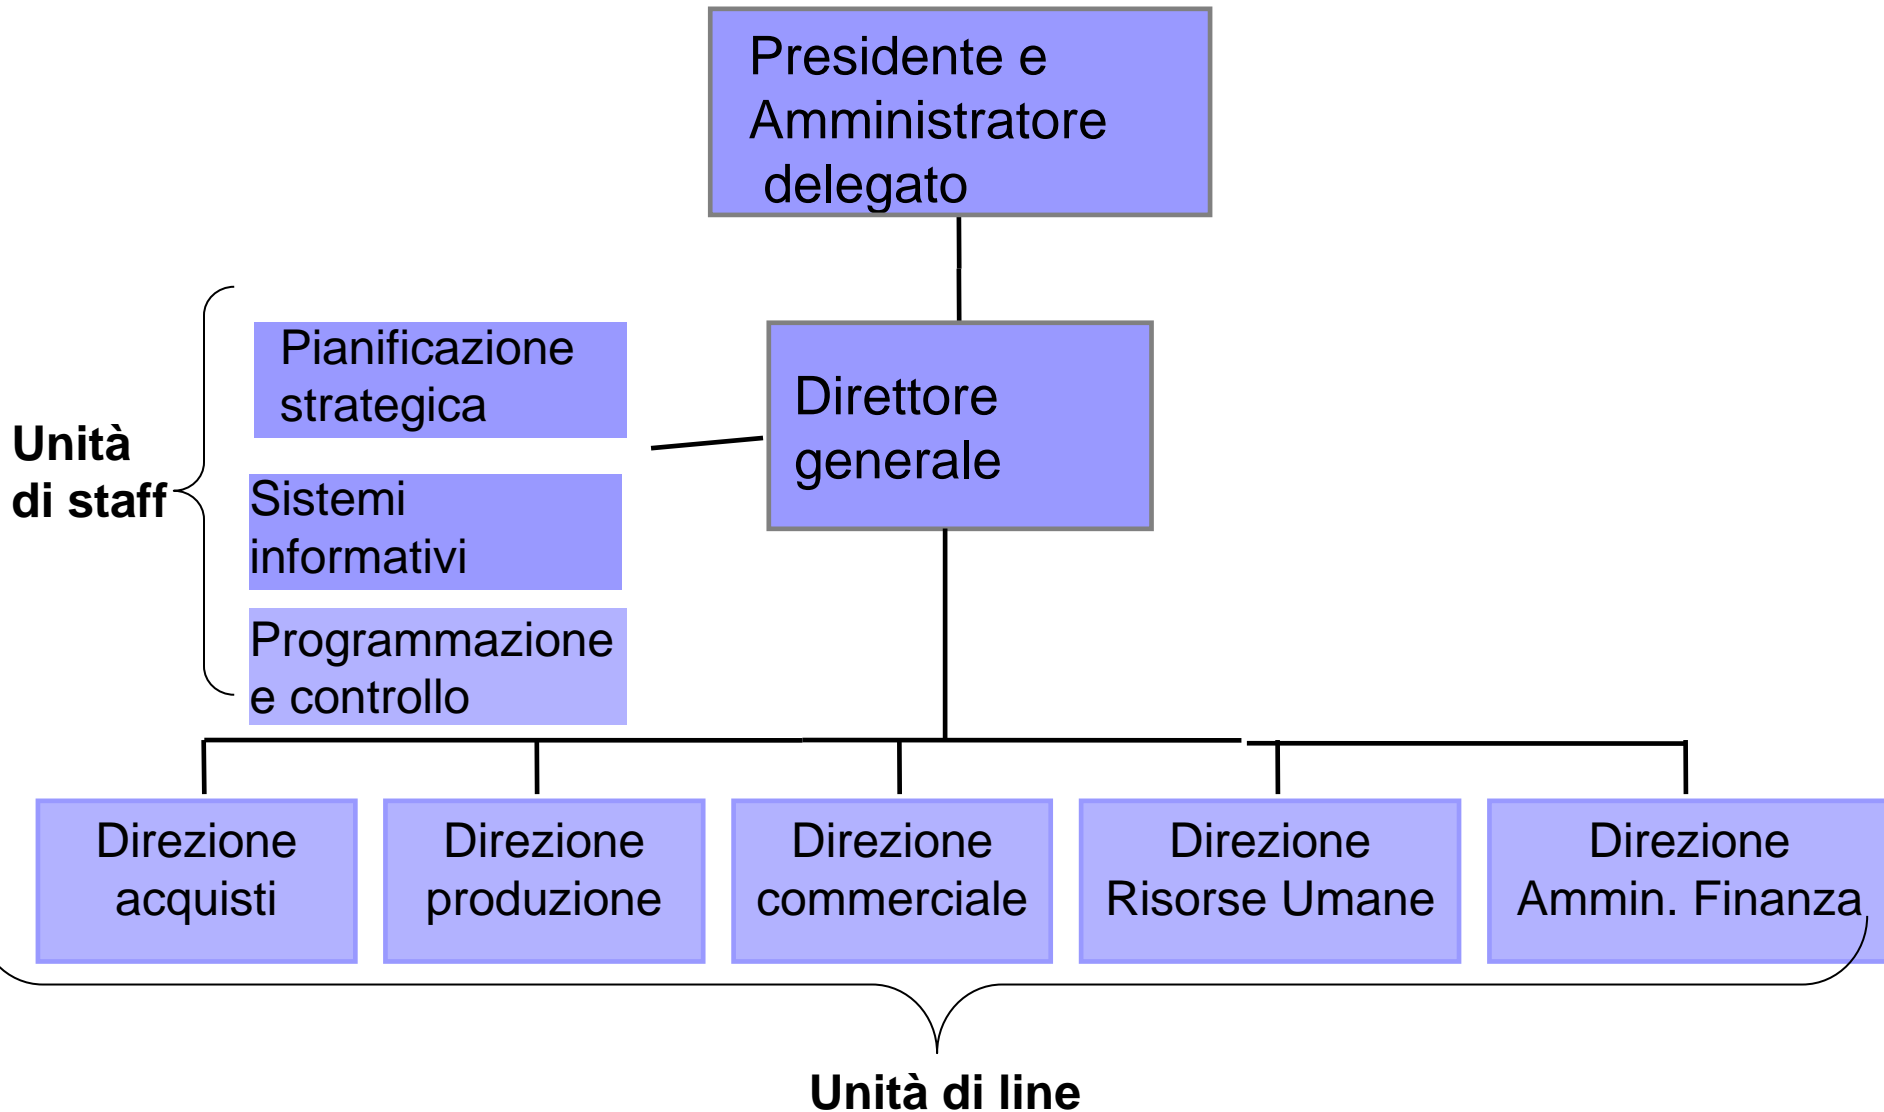 Presidente e
Amministratore
delegato
Pianificazione
strategica
Direttore
generale
Unità
di staff
Sistemi
informativi
Programmazione
e controllo
Direzione
acquisti
Direzione
produzione
Direzione
commerciale
Direzione
Risorse Umane
Direzione
Ammin. Finanza
Unità di line